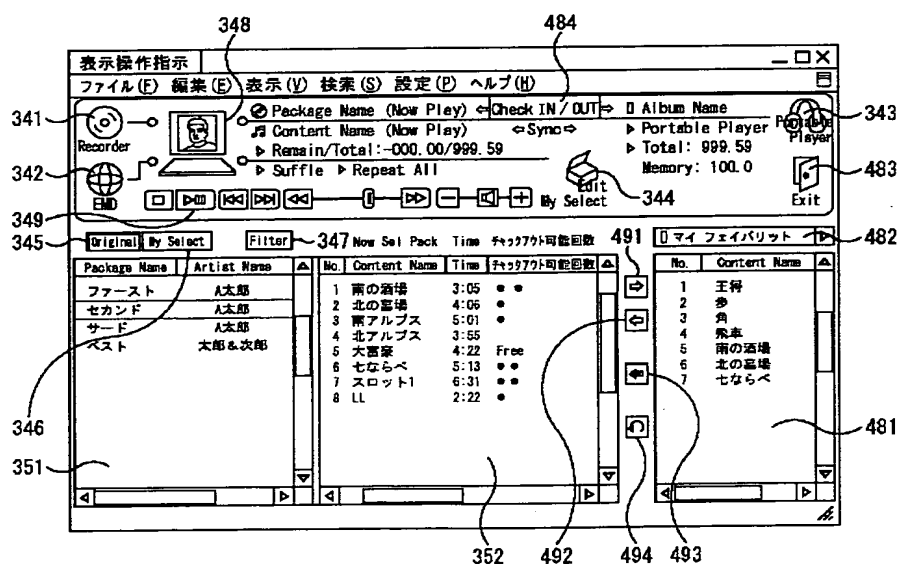 348
484
表示操作指示
ファイル(F) 編集(E) 表示(V) 検索(S) 設定(P) ヘルプ(H)
341
Recorder
Package Name (Now Play) ⇦Check IN / OUT⇨ Album Name
Content Name (Now Play) ⇦Sync⇨ Portable Player
Remain/Total:-000.00/999.59 Total: 999.59
Suffle Repeat All Memory: 100.0
Portable Player
343
342
EMD
Edit
My Select
344
Exit
483
349
345
Original My Select Filter 347 Now Sel Pack Time チャックアウト可能回数 491
マイ フェイバリット
482
Package Name Artist Name
ファースト A太郎
セカンド A太郎
サード A太郎
ベスト 太郎&次郎
No. Content Name Time チャックアウト可能回数
1 南の酒場 3:05 ●●
2 北の墓場 4:06 ●
3 南アルプス 5:01 ●
4 北アルプス 3:55
5 大富豪 4:22 Free
6 七ならべ 5:13 ●●
7 スロット1 6:31 ●●
8 LL 2:22 ●
No. Content Name
1 王将
2 歩
3 角
4 飛車
5 南の酒場
6 北の墓場
7 七ならべ
346
351
481
352
492
494
493